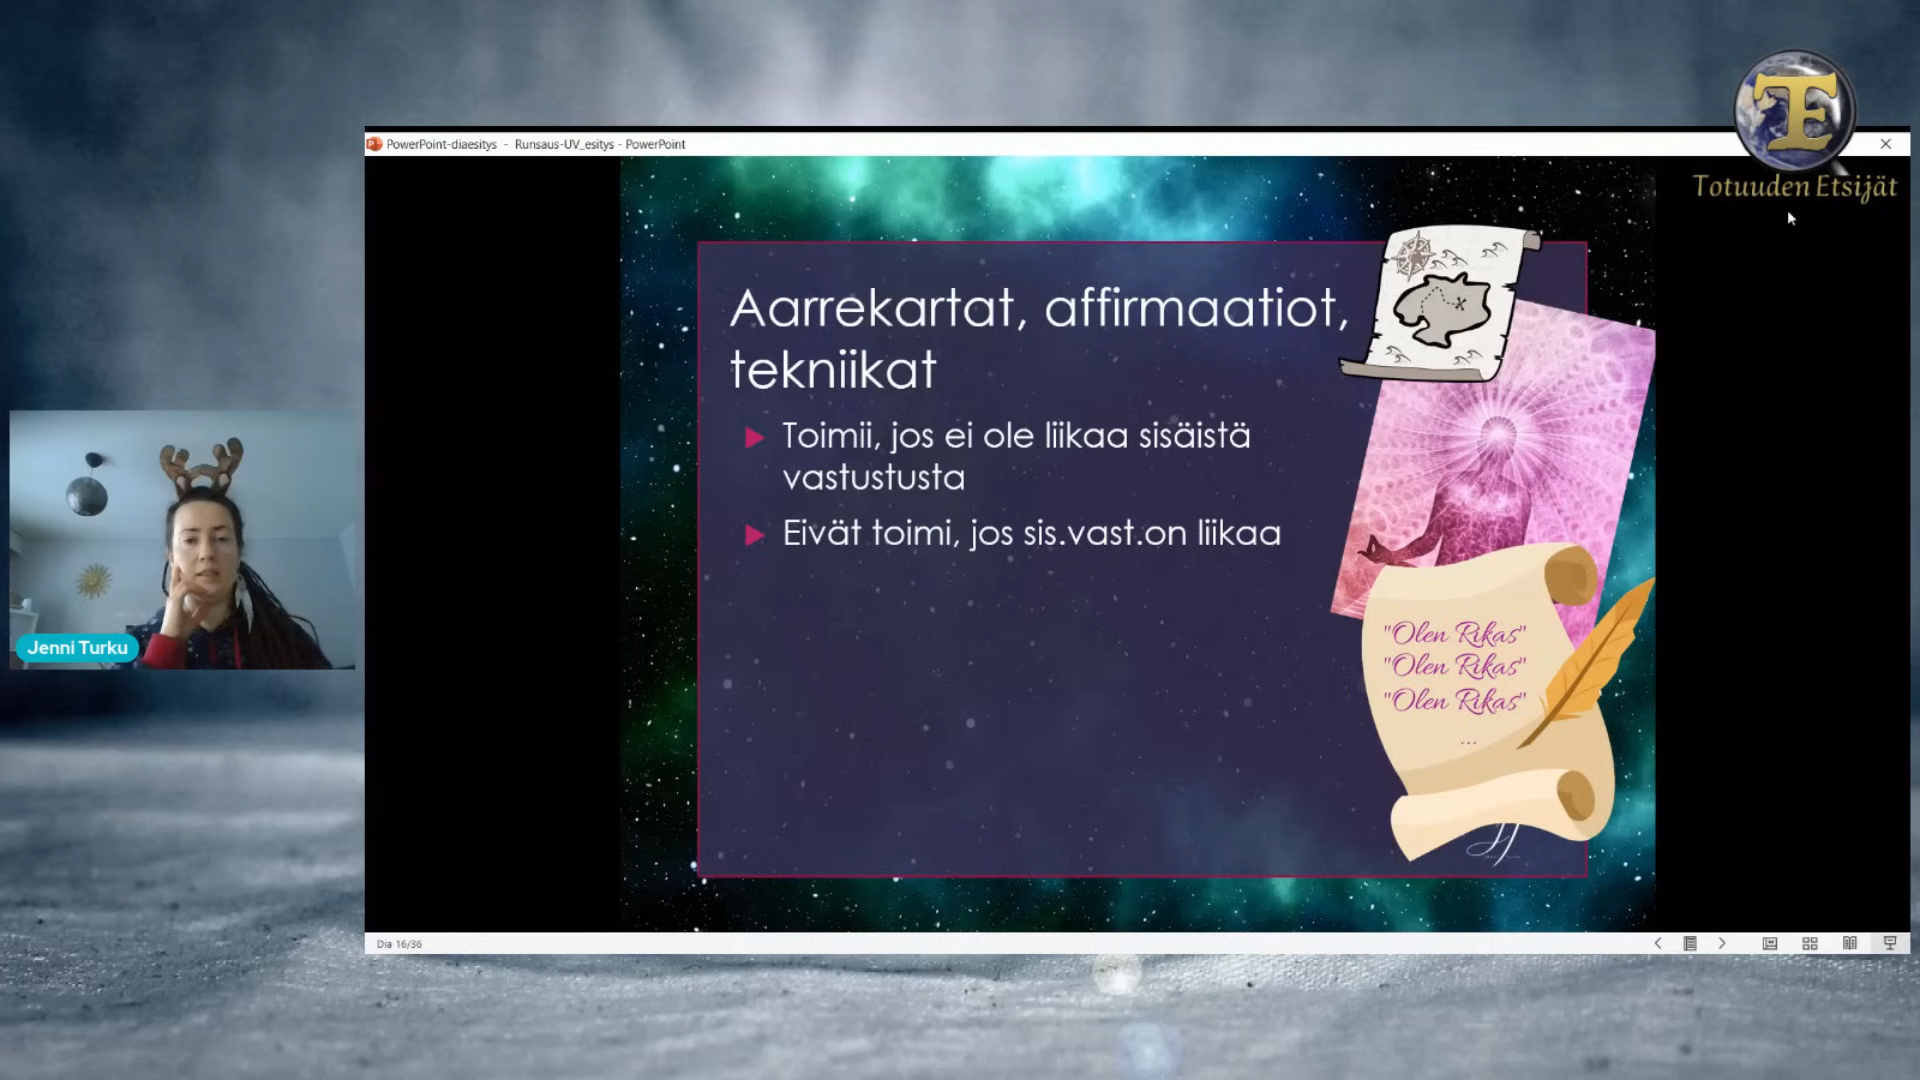 TE
Totuuden Etsijät
PowerPoint-diaesitys - Runsaus-UV_esitys - PowerPoint
Aarrekartat, affirmaatiot,
tekniikat
Toimii, jos ei ole liikaa sisäistä
vastustusta
Eivät toimi, jos sis.vast.on liikaa
"Olen Rikas"
"Olen Rikas"
"Olen Rikas"
...
Jenni Turku
Dia 16/36